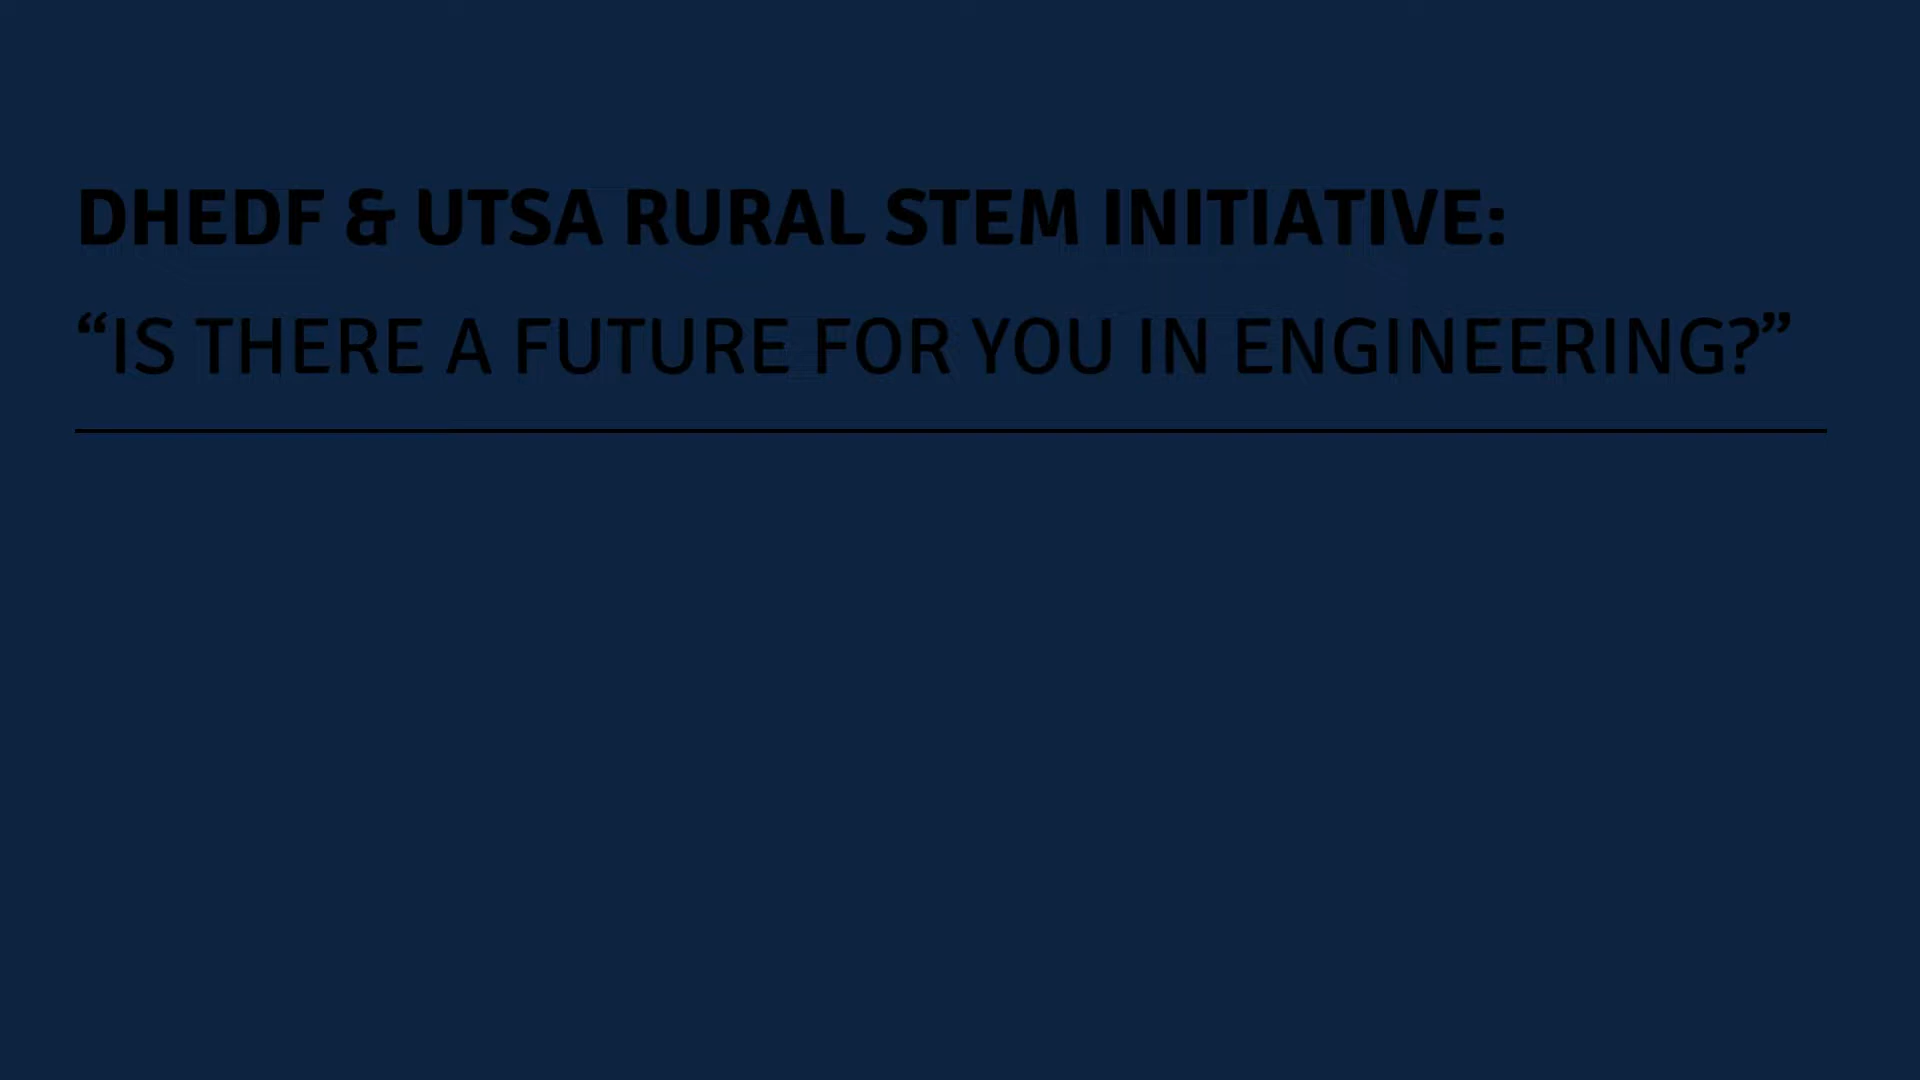 DHEDF & UTSA RURAL STEM INITIATIVE:
“IS THERE A FUTURE FOR YOU IN ENGINEERING?”